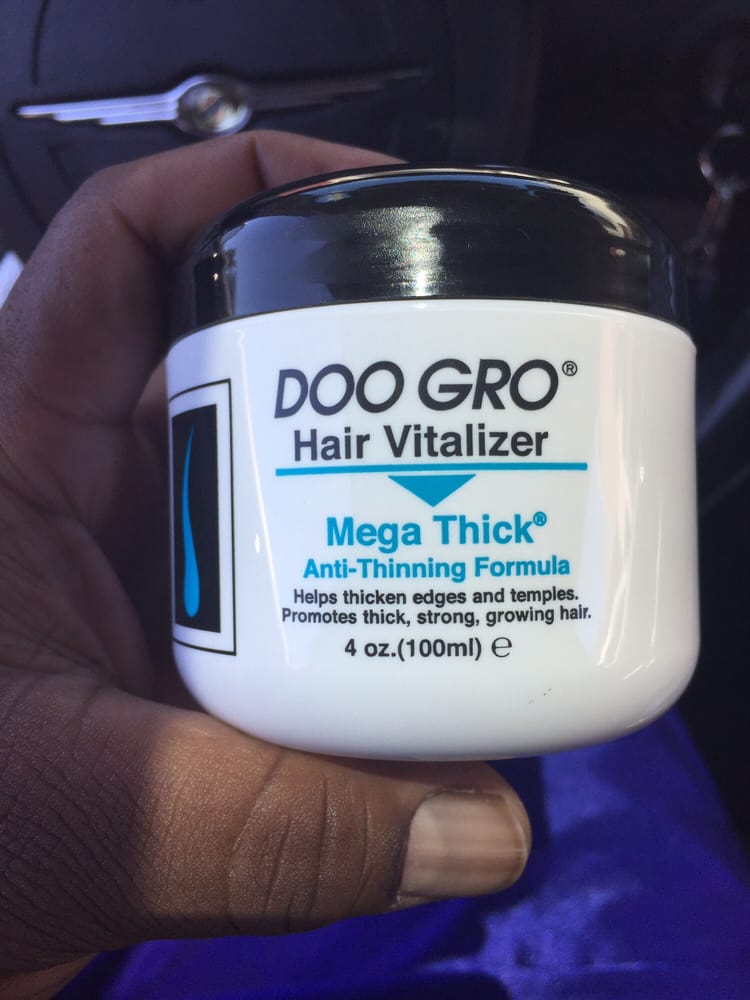 DOO GRO®
Hair Vitalizer
Mega Thick®
Anti-Thinning Formula
Helps thicken edges and temples.
Promotes thick, strong, growing hair.
4 oz.(100ml) ℮